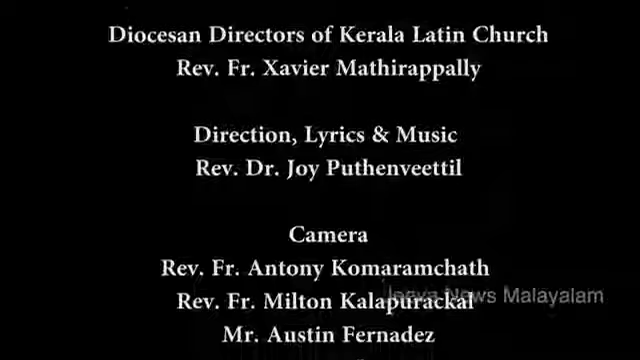 Diocesan Directors of Kerala Latin Church
Rev. Fr. Xavier Mathirappally
Direction, Lyrics & Music
Rev. Dr. Joy Puthenveettil
Camera
Rev. Fr. Antony Komaramchath
Rev. Fr. Milton Kalapurackal
News Malayalam
Mr. Austin Fernadez